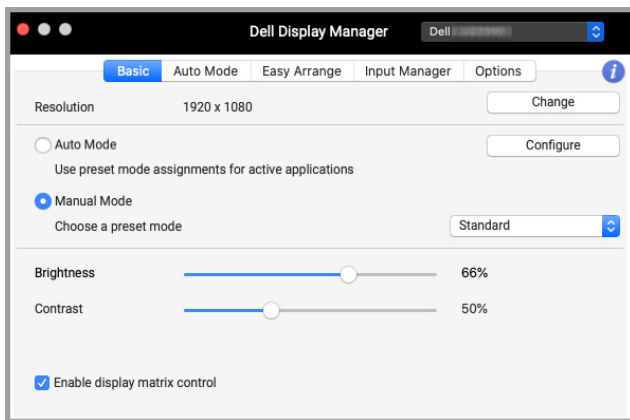 Dell Display Manager Dell
Basic Auto Mode Easy Arrange Input Manager Options i
Resolution 1920 x 1080 Change
Auto Mode Configure
Use preset mode assignments for active applications
Manual Mode
Choose a preset mode Standard
Brightness 66%
Contrast 50%
Enable display matrix control